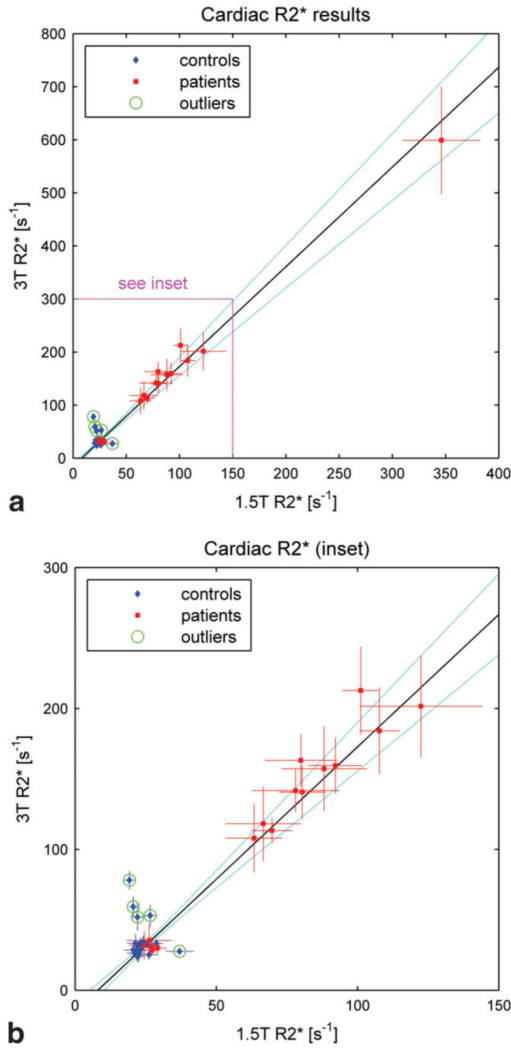 Cardiac R2* results
800
700
600
500
400
300
200
100
0
3T R2* [s-1]
controls
patients
outliers
see inset
0 50 100 150 200 250 300 350 400
1.5T R2* [s-1]
a
Cardiac R2* (inset)
300
200
100
0
3T R2* [s-1]
controls
patients
outliers
50 100 150
1.5T R2* [s-1]
b